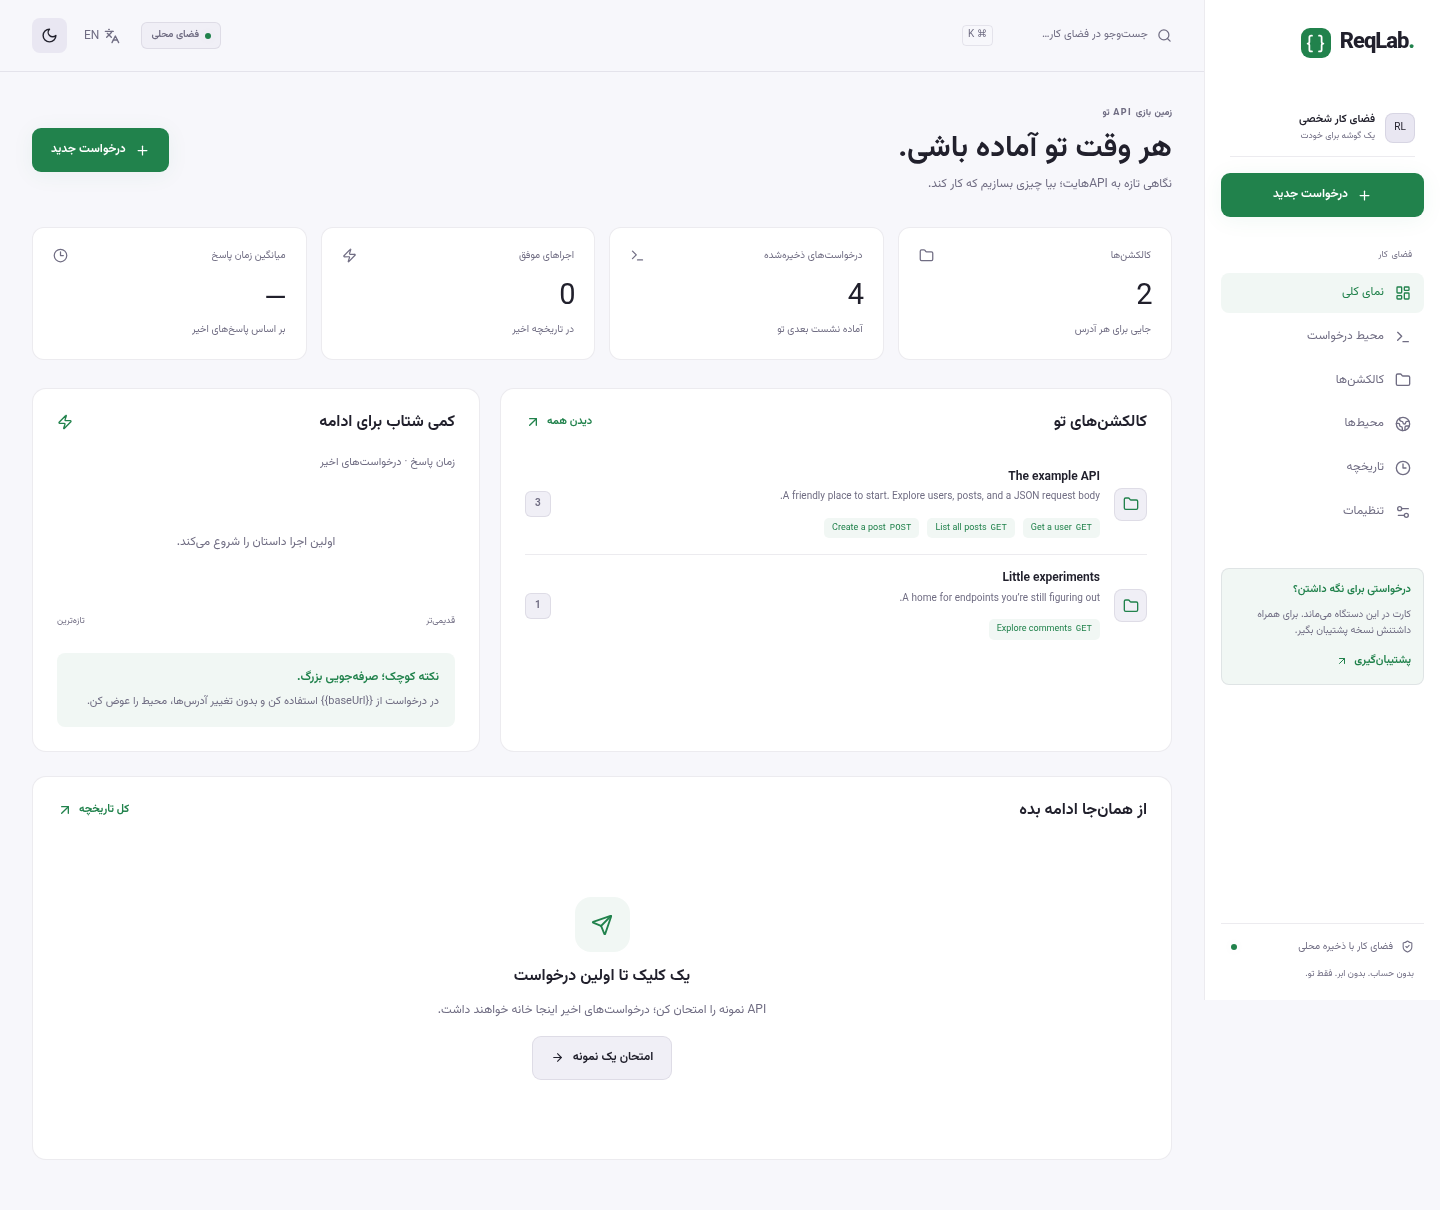 ReqLab.
RL
فضای کار شخصی
یک گوشه برای خودت
درخواست جدید
فضای کار
نمای کلی
محیط درخواست
کالکشن‌ها
محیط‌ها
تاریخچه
تنظیمات
درخواستی برای نگه داشتن؟
کارت در این دستگاه می‌ماند. برای همراه
داشتنش نسخه پشتیبان بگیر.
پشتیبان‌گیری
فضای کار با ذخیره محلی
بدون حساب. بدون ابر. فقط تو.
جست‌وجو در فضای کار…
⌘ K
فضای محلی
EN
زمین بازی API تو
هر وقت تو آماده باشی.
نگاهی تازه به APIهایت؛ بیا چیزی بسازیم که کار کند.
درخواست جدید
کالکشن‌ها
2
جایی برای هر آدرس
درخواست‌های ذخیره‌شده
4
آماده نشست بعدی تو
اجراهای موفق
0
در تاریخچه اخیر
میانگین زمان پاسخ
—
بر اساس پاسخ‌های اخیر
کالکشن‌های تو
دیدن همه
The example API
A friendly place to start. Explore users, posts, and a JSON request body.
GET Get a user
GET List all posts
POST Create a post
3
Little experiments
A home for endpoints you're still figuring out.
GET Explore comments
1
کمی شتاب برای ادامه
زمان پاسخ · درخواست‌های اخیر
اولین اجرا داستان را شروع می‌کند.
قدیمی‌تر
تازه‌ترین
نکته کوچک؛ صرفه‌جویی بزرگ.
در درخواست از {{baseUrl}} استفاده کن و بدون تغییر آدرس‌ها، محیط را عوض کن.
از همان‌جا ادامه بده
کل تاریخچه
یک کلیک تا اولین درخواست
API نمونه را امتحان کن؛ درخواست‌های اخیر اینجا خانه خواهند داشت.
امتحان یک نمونه